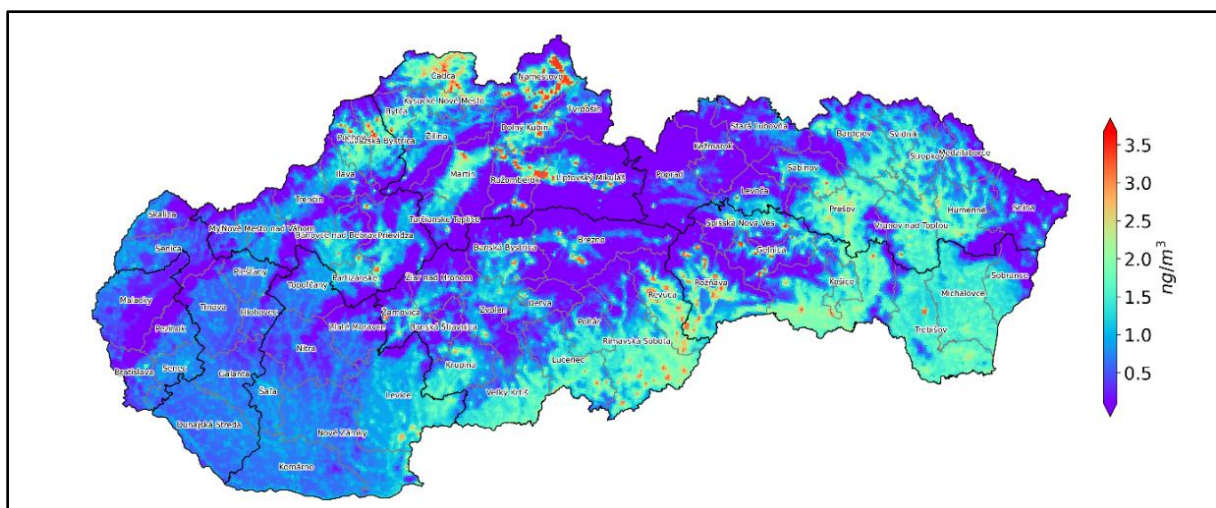 Čadca
Námestovo
Kysucké Nové Mesto
Bytča
Tvrdošín
Dolný Kubín
Žilina
Púchov
Považská Bystrica
Stará Ľubovňa
Bardejov
Svidník
Kežmarok
Stropkov
Medzilaborce
Ilava
Martin
Ružomberok
Liptovský Mikuláš
Poprad
Sabinov
Levoča
Trenčín
Prešov
Humenné
Snina
Skalica
Turčianske Teplice
Spišská Nová Ves
Vranov nad Topľou
Myjava
Nové Mesto nad Váhom
Bánovce nad Bebravou
Prievidza
Banská Bystrica
Brezno
Gelnica
Senica
Piešťany
Topoľčany
Partizánske
Žiar nad Hronom
Rožňava
Košice
Sobrance
Malacky
Trnava
Hlohovec
Žarnovica
Zvolen
Detva
Revúca
Michalovce
Pezinok
Zlaté Moravce
Banská Štiavnica
Poltár
Trebišov
Nitra
Rimavská Sobota
Bratislava
Senec
Galanta
Krupina
Lučenec
Šaľa
Levice
Veľký Krtíš
Dunajská Streda
Nové Zámky
Komárno
3.5
3.0
2.5
2.0
1.5
1.0
0.5
ng/m³